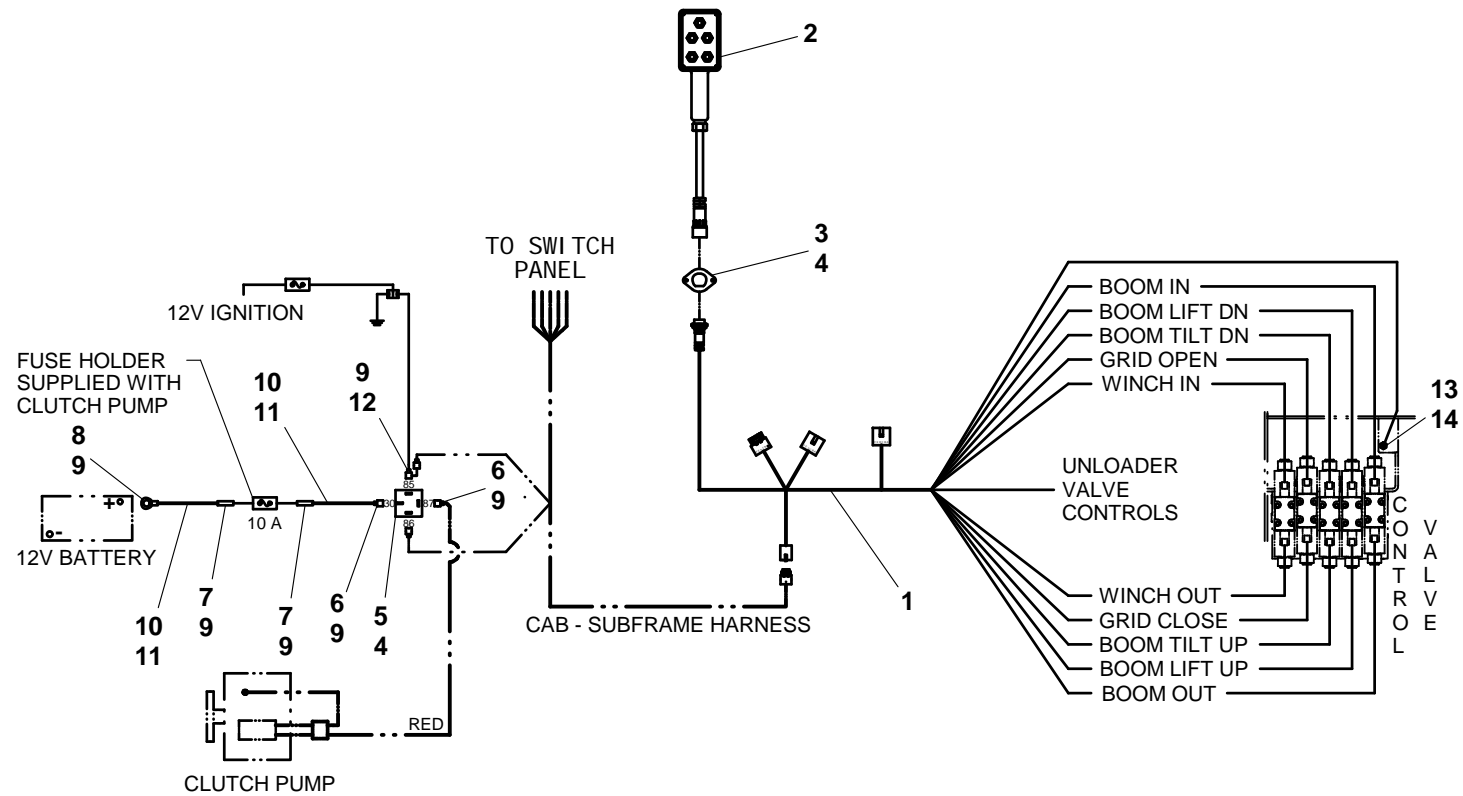 2
3
4
TO SWITCH
PANEL
12V IGNITION
FUSE HOLDER
SUPPLIED WITH
CLUTCH PUMP
8
9
10
11
9
12
85
30
87
86
6
9
10 A
+
-
12V BATTERY
10
11
7
9
7
9
6
9
5
4
CAB - SUBFRAME HARNESS
RED
CLUTCH PUMP
1
BOOM IN
BOOM LIFT DN
BOOM TILT DN
GRID OPEN
WINCH IN
13
14
UNLOADER
VALVE
CONTROLS
CONTROL
VALVE
WINCH OUT
GRID CLOSE
BOOM TILT UP
BOOM LIFT UP
BOOM OUT